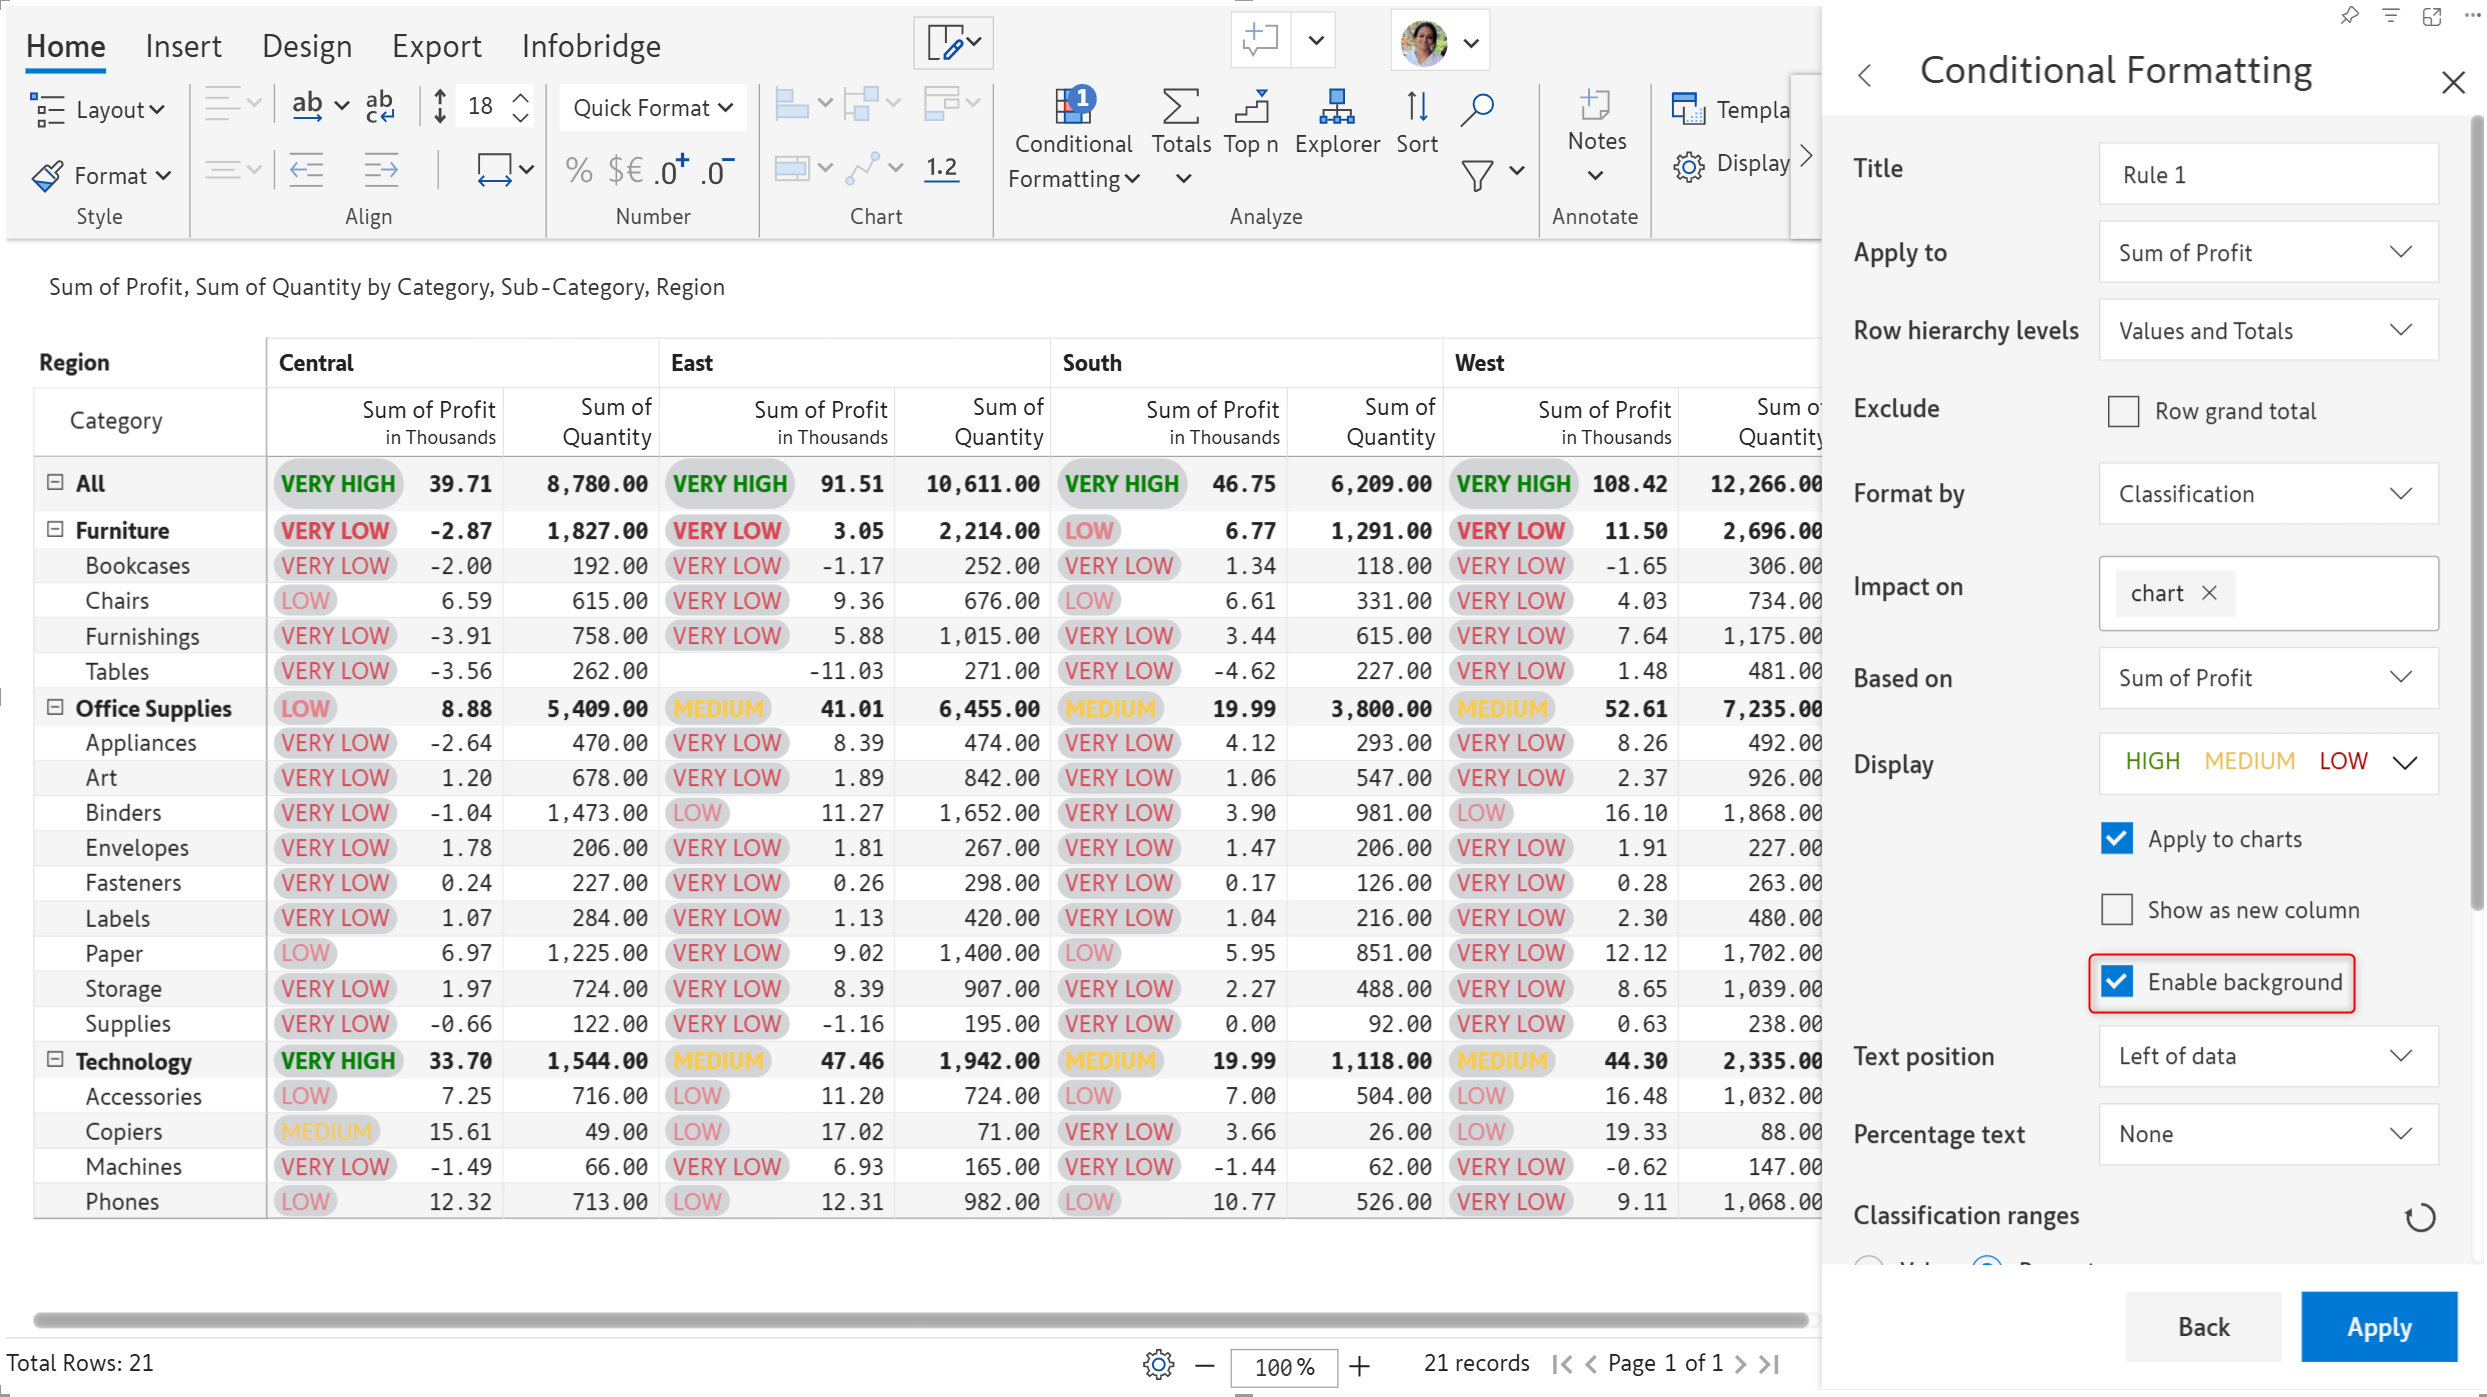 Home Insert Design Export Infobridge
Layout ab ab c 18 Quick Format 1 Conditional Formatting Totals Top n Explorer Sort Notes Templa
Format % $€ .0+ .0- 1.2 Display
Style Align Number Chart Analyze Annotate
Sum of Profit, Sum of Quantity by Category, Sub-Category, Region
Region Central East South West
Category Sum of Profit in Thousands Sum of Quantity Sum of Profit in Thousands Sum of Quantity Sum of Profit in Thousands Sum of Quantity Sum of Profit in Thousands Sum of Quantity
All VERY HIGH 39.71 8,780.00 VERY HIGH 91.51 10,611.00 VERY HIGH 46.75 6,209.00 VERY HIGH 108.42 12,266.00
Furniture VERY LOW -2.87 1,827.00 VERY LOW 3.05 2,214.00 LOW 6.77 1,291.00 VERY LOW 11.50 2,696.00
Bookcases VERY LOW -2.00 192.00 VERY LOW -1.17 252.00 VERY LOW 1.34 118.00 VERY LOW -1.65 306.00
Chairs LOW 6.59 615.00 VERY LOW 9.36 676.00 LOW 6.61 331.00 VERY LOW 4.03 734.00
Furnishings VERY LOW -3.91 758.00 VERY LOW 5.88 1,015.00 VERY LOW 3.44 615.00 VERY LOW 7.64 1,175.00
Tables VERY LOW -3.56 262.00 -11.03 271.00 VERY LOW -4.62 227.00 VERY LOW 1.48 481.00
Office Supplies LOW 8.88 5,409.00 MEDIUM 41.01 6,455.00 MEDIUM 19.99 3,800.00 MEDIUM 52.61 7,235.00
Appliances VERY LOW -2.64 470.00 VERY LOW 8.39 474.00 VERY LOW 4.12 293.00 VERY LOW 8.26 492.00
Art VERY LOW 1.20 678.00 VERY LOW 1.89 842.00 VERY LOW 1.06 547.00 VERY LOW 2.37 926.00
Binders VERY LOW -1.04 1,473.00 LOW 11.27 1,652.00 VERY LOW 3.90 981.00 LOW 16.10 1,868.00
Envelopes VERY LOW 1.78 206.00 VERY LOW 1.81 267.00 VERY LOW 1.47 206.00 VERY LOW 1.91 227.00
Fasteners VERY LOW 0.24 227.00 VERY LOW 0.26 298.00 VERY LOW 0.17 126.00 VERY LOW 0.28 263.00
Labels VERY LOW 1.07 284.00 VERY LOW 1.13 420.00 VERY LOW 1.04 216.00 VERY LOW 2.30 480.00
Paper LOW 6.97 1,225.00 VERY LOW 9.02 1,400.00 LOW 5.95 851.00 VERY LOW 12.12 1,702.00
Storage VERY LOW 1.97 724.00 VERY LOW 8.39 907.00 VERY LOW 2.27 488.00 VERY LOW 8.65 1,039.00
Supplies VERY LOW -0.66 122.00 VERY LOW -1.16 195.00 VERY LOW 0.00 92.00 VERY LOW 0.63 238.00
Technology VERY HIGH 33.70 1,544.00 MEDIUM 47.46 1,942.00 MEDIUM 19.99 1,118.00 MEDIUM 44.30 2,335.00
Accessories LOW 7.25 716.00 LOW 11.20 724.00 LOW 7.00 504.00 LOW 16.48 1,032.00
Copiers MEDIUM 15.61 49.00 LOW 17.02 71.00 VERY LOW 3.66 26.00 LOW 19.33 88.00
Machines VERY LOW -1.49 66.00 VERY LOW 6.93 165.00 VERY LOW -1.44 62.00 VERY LOW -0.62 147.00
Phones LOW 12.32 713.00 LOW 12.31 982.00 LOW 10.77 526.00 VERY LOW 9.11 1,068.00
Total Rows: 21 100% 21 records Page 1 of 1
Conditional Formatting
Title Rule 1
Apply to Sum of Profit
Row hierarchy levels Values and Totals
Exclude Row grand total
Format by Classification
Impact on chart
Based on Sum of Profit
Display HIGH MEDIUM LOW
Apply to charts
Show as new column
Enable background
Text position Left of data
Percentage text None
Classification ranges
Back Apply